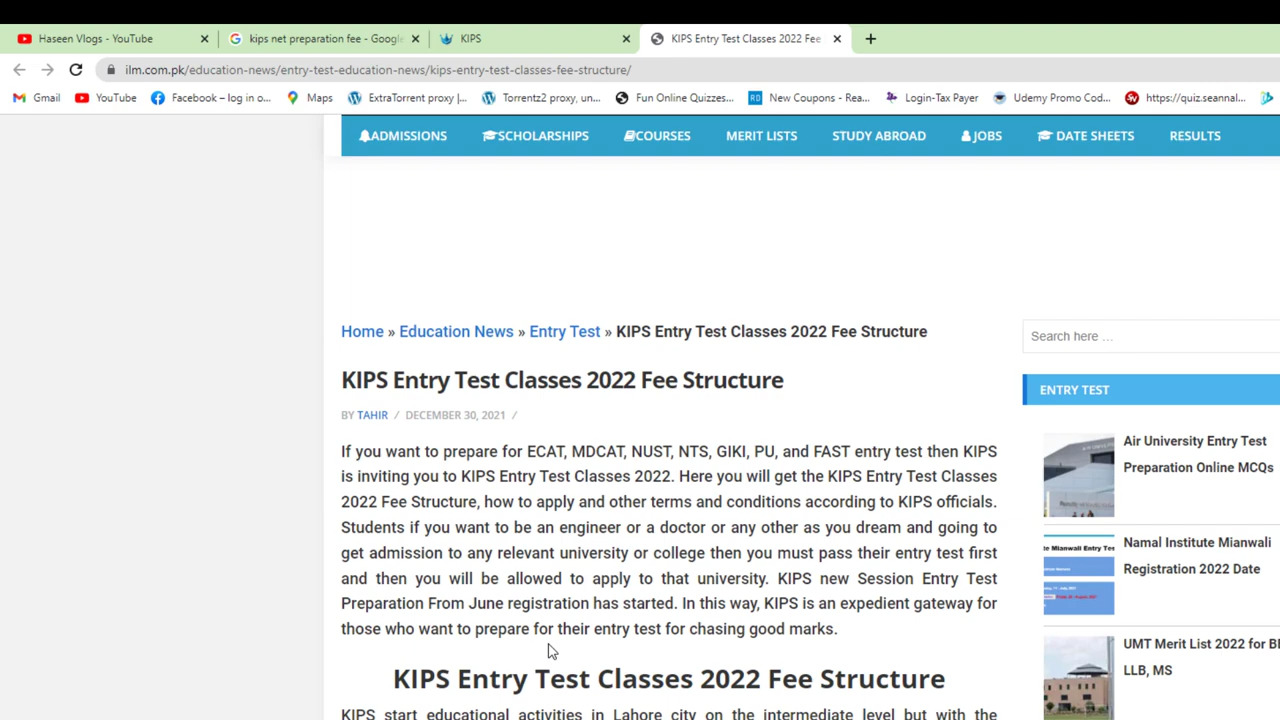 Haseen Vlogs - YouTube
kips net preparation fee - Google
KIPS
KIPS Entry Test Classes 2022 Fee
ilm.com.pk/education-news/entry-test-education-news/kips-entry-test-classes-fee-structure/
Gmail
YouTube
Facebook – log in o...
Maps
ExtraTorrent proxy |...
Torrentz2 proxy, un...
Fun Online Quizzes...
RD
New Coupons - Rea...
Login-Tax Payer
Udemy Promo Cod...
https://quiz.seannal...
ADMISSIONS
SCHOLARSHIPS
COURSES
MERIT LISTS
STUDY ABROAD
JOBS
DATE SHEETS
RESULTS
Home » Education News » Entry Test » KIPS Entry Test Classes 2022 Fee Structure
Search here ...
KIPS Entry Test Classes 2022 Fee Structure
BY TAHIR / DECEMBER 30, 2021 /
If you want to prepare for ECAT, MDCAT, NUST, NTS, GIKI, PU, and FAST entry test then KIPS
is inviting you to KIPS Entry Test Classes 2022. Here you will get the KIPS Entry Test Classes
2022 Fee Structure, how to apply and other terms and conditions according to KIPS officials.
Students if you want to be an engineer or a doctor or any other as you dream and going to
get admission to any relevant university or college then you must pass their entry test first
and then you will be allowed to apply to that university. KIPS new Session Entry Test
Preparation From June registration has started. In this way, KIPS is an expedient gateway for
those who want to prepare for their entry test for chasing good marks.
KIPS Entry Test Classes 2022 Fee Structure
KIPS start educational activities in Lahore city on the intermediate level but with the
ENTRY TEST
Air University Entry Test
Preparation Online MCQs
Namal Institute Mianwali
Registration 2022 Date
UMT Merit List 2022 for
LLB, MS